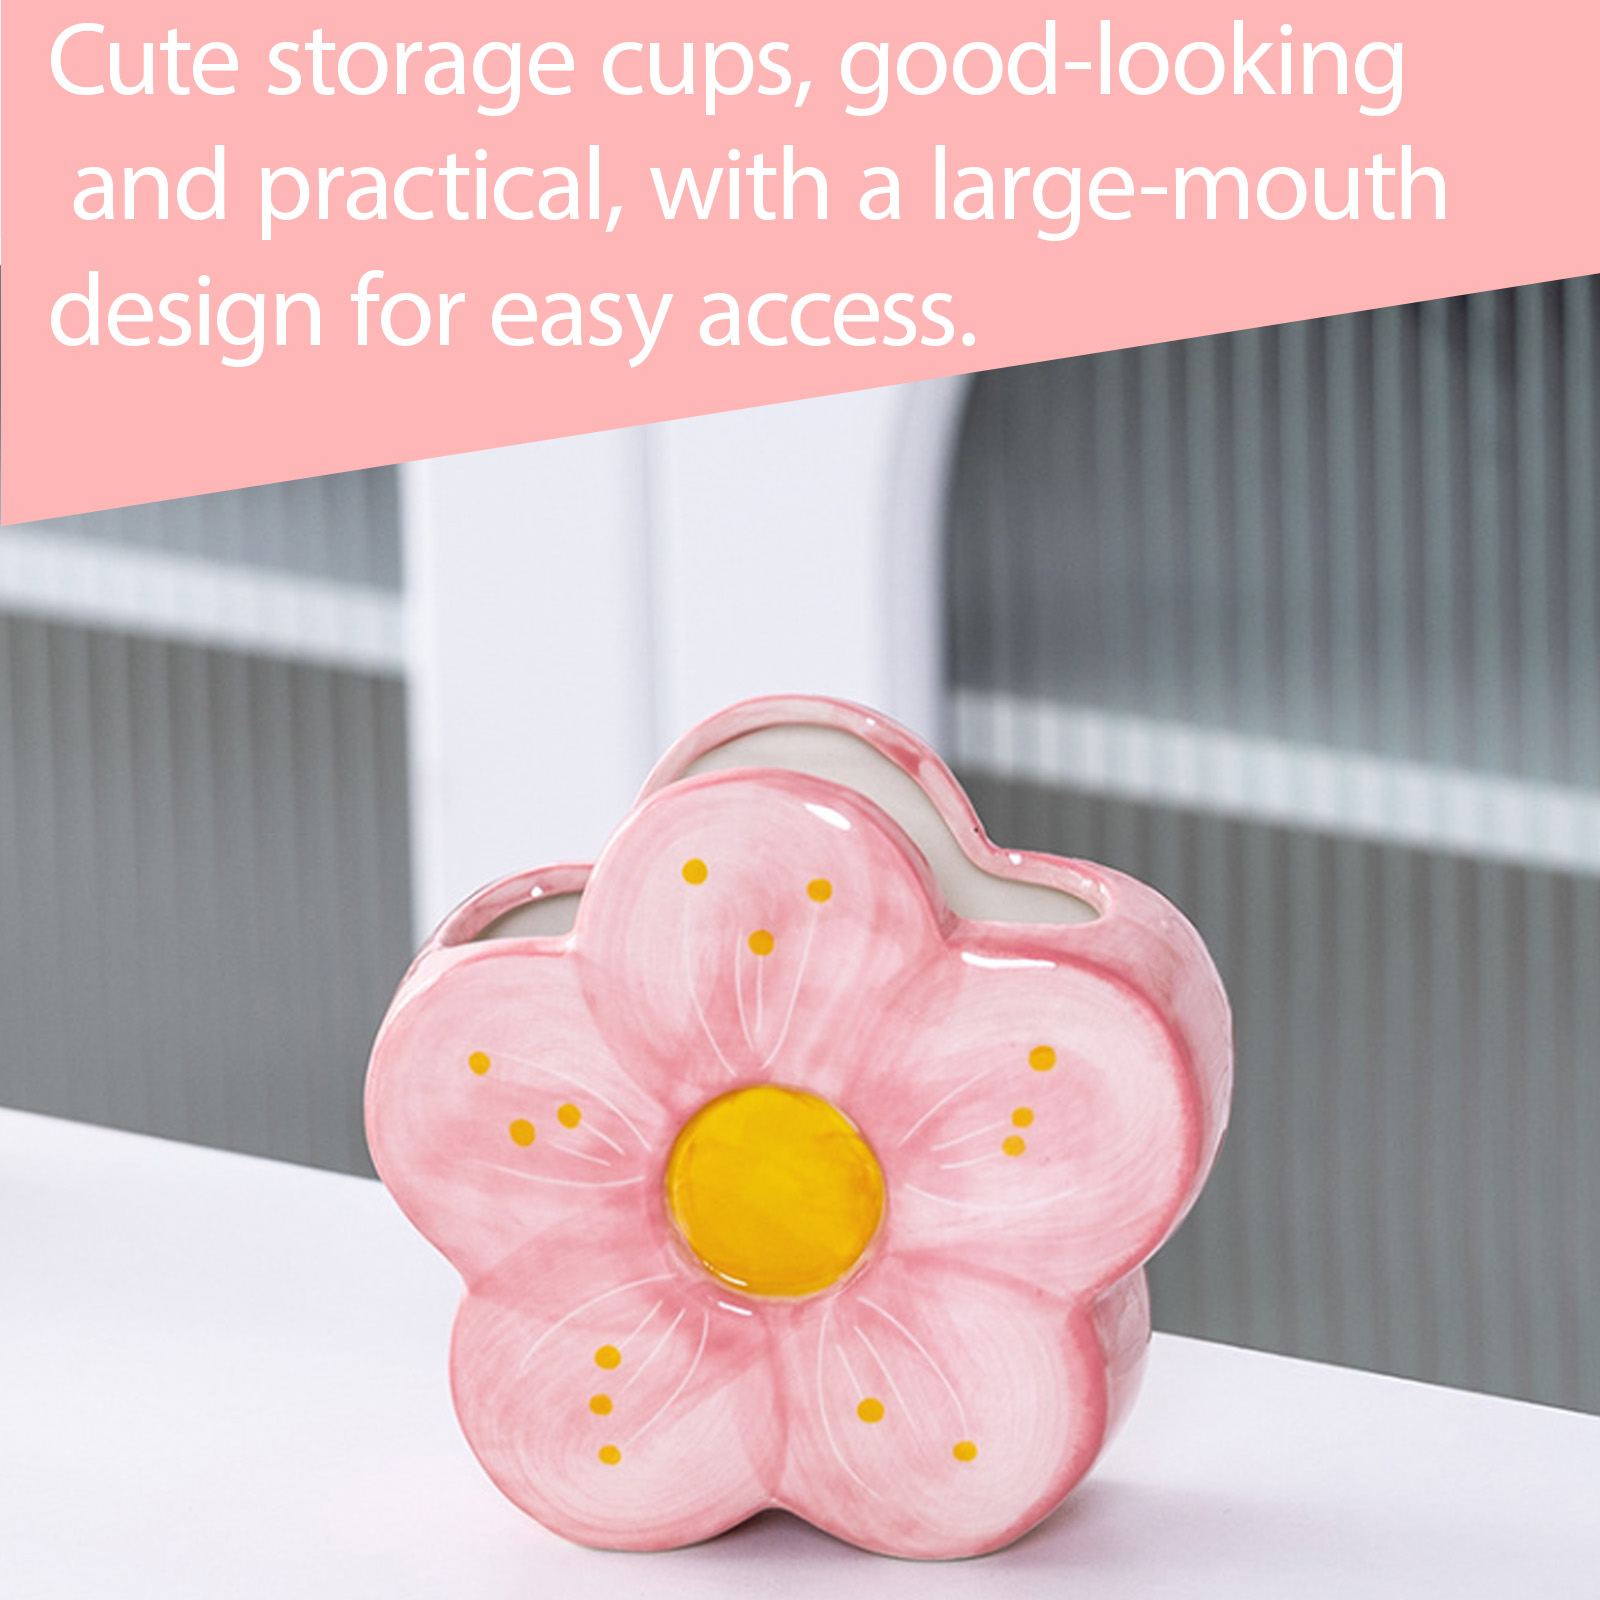 Cute storage cups, good-looking
and practical, with a large-mouth
design for easy access.